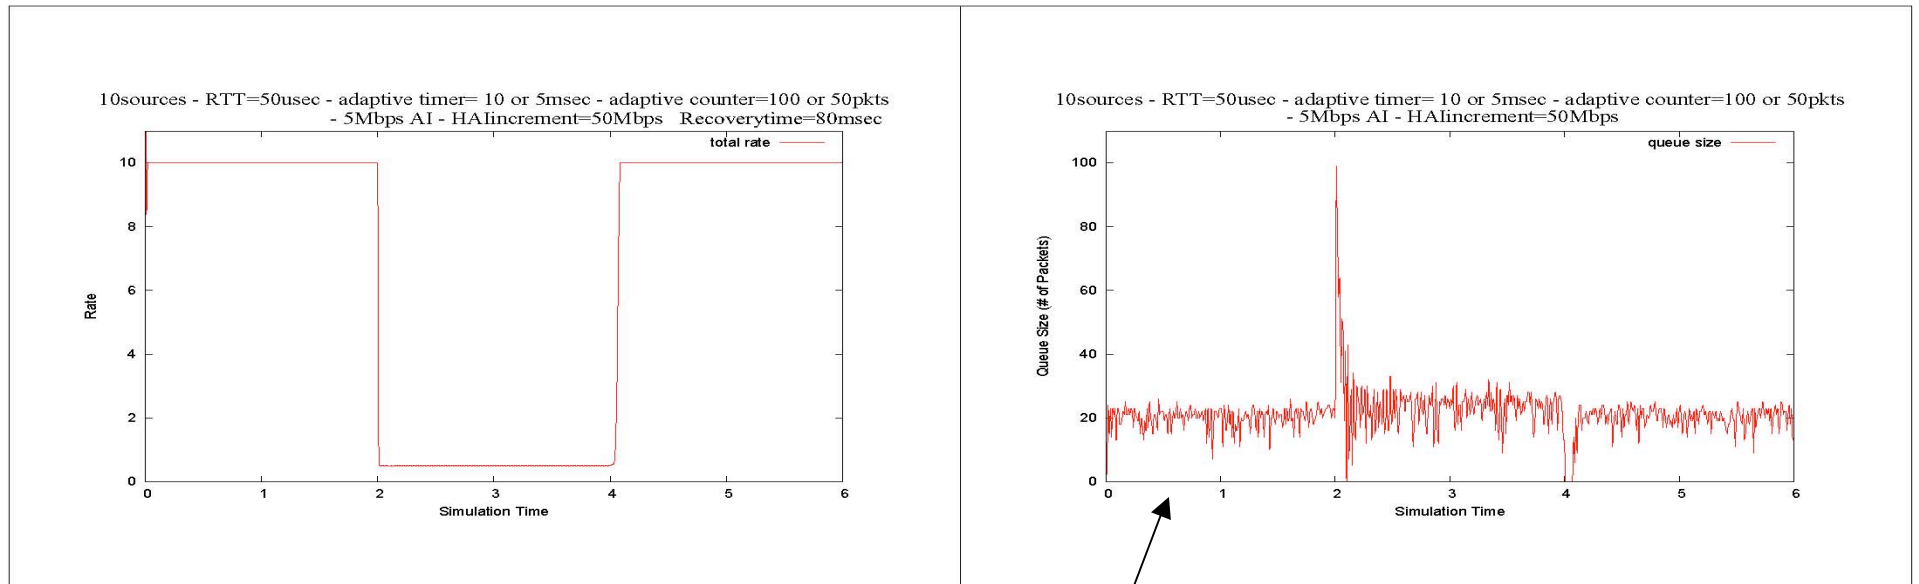 10sources - RTT=50usec - adaptive timer= 10 or 5msec - adaptive counter=100 or 50pkts
- 5Mbps AI - HAIincrement=50Mbps   Recoverytime=80msec
total rate
10
8
6
4
2
0
Rate
0 1 2 3 4 5 6
Simulation Time
10sources - RTT=50usec - adaptive timer= 10 or 5msec - adaptive counter=100 or 50pkts
- 5Mbps AI - HAIincrement=50Mbps
queue size
100
80
60
40
20
0
Queue Size (# of Packets)
0 1 2 3 4 5 6
Simulation Time